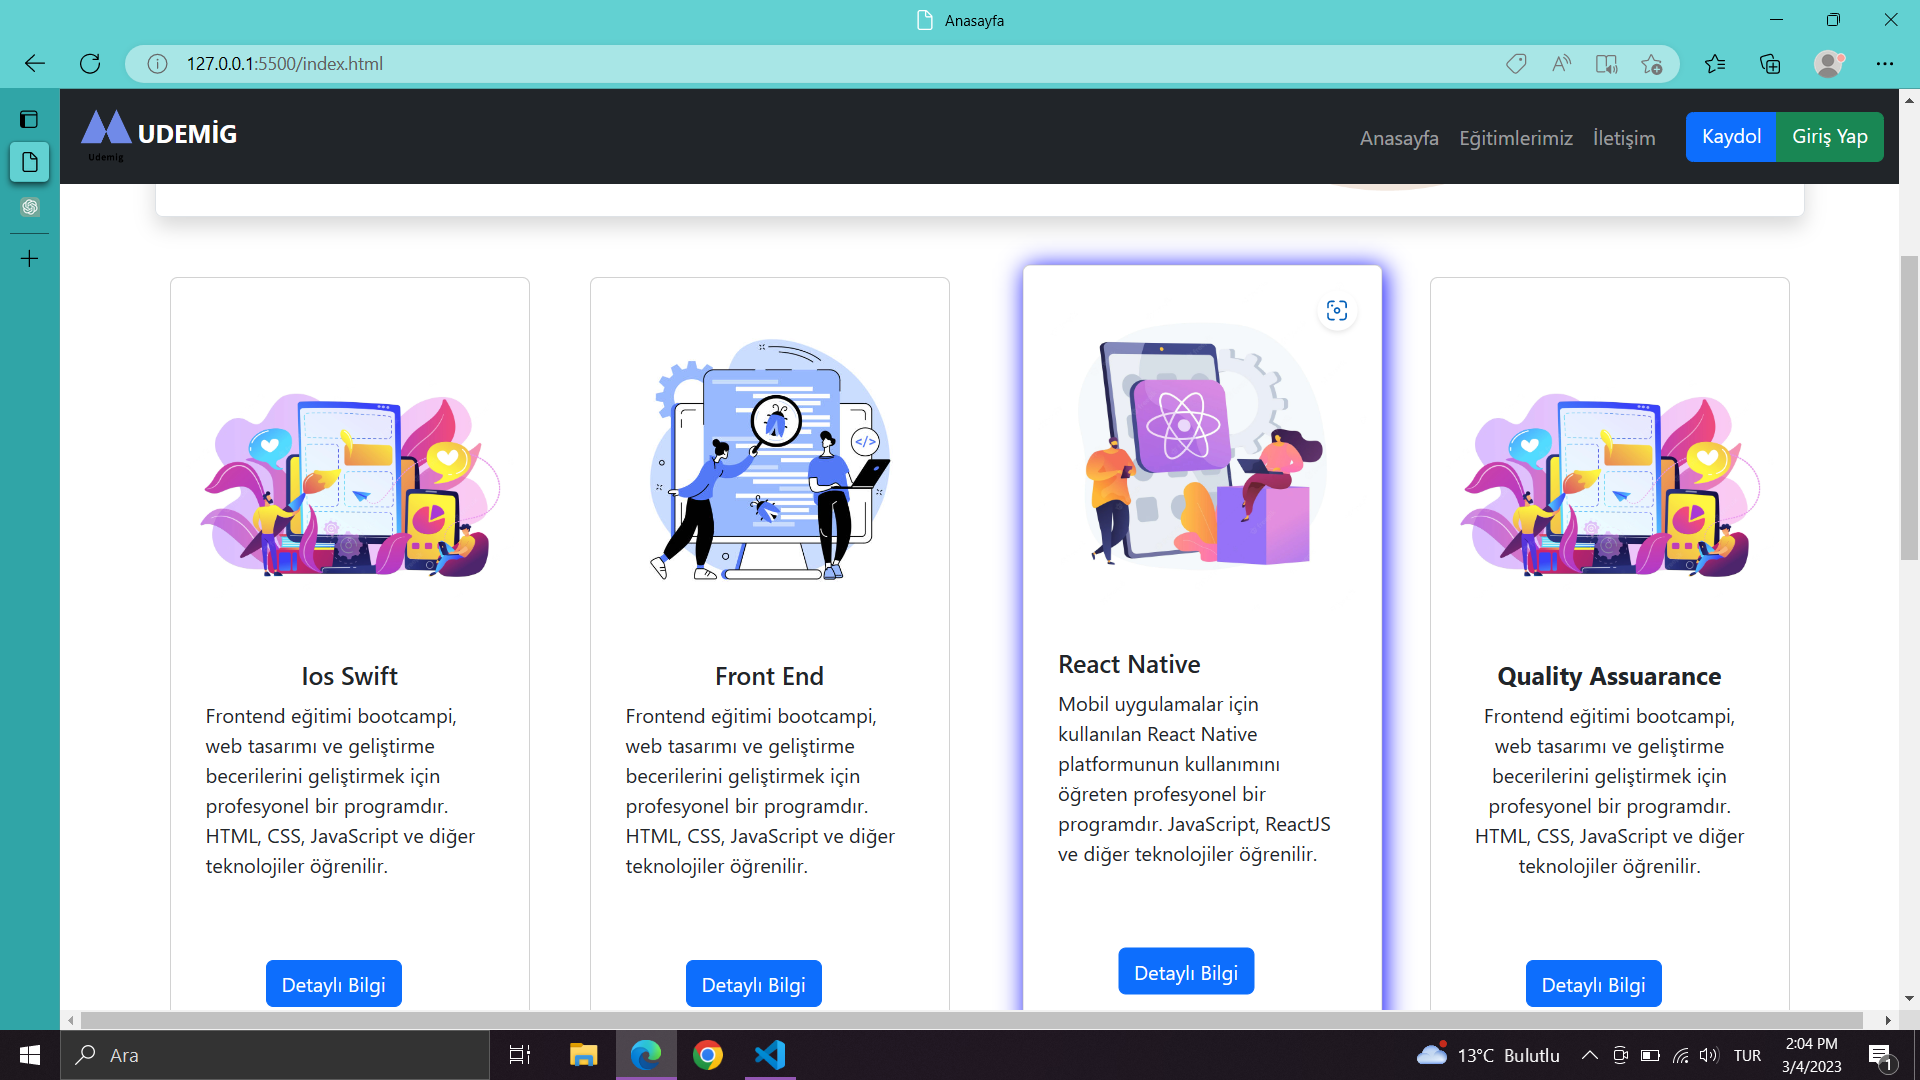 Anasayfa
127.0.0.1:5500/index.html
UDEMİG
Udemig
Anasayfa
Eğitimlerimiz
İletişim
Kaydol
Giriş Yap
</>
Ios Swift
Frontend eğitimi bootcampi,
web tasarımı ve geliştirme
becerilerini geliştirmek için
profesyonel bir programdır.
HTML, CSS, JavaScript ve diğer
teknolojiler öğrenilir.
Detaylı Bilgi
Front End
Frontend eğitimi bootcampi,
web tasarımı ve geliştirme
becerilerini geliştirmek için
profesyonel bir programdır.
HTML, CSS, JavaScript ve diğer
teknolojiler öğrenilir.
Detaylı Bilgi
React Native
Mobil uygulamalar için
kullanılan React Native
platformunun kullanımını
öğreten profesyonel bir
programdır. JavaScript, ReactJS
ve diğer teknolojiler öğrenilir.
Detaylı Bilgi
Quality Assuarance
Frontend eğitimi bootcampi,
web tasarımı ve geliştirme
becerilerini geliştirmek için
profesyonel bir programdır.
HTML, CSS, JavaScript ve diğer
teknolojiler öğrenilir.
Detaylı Bilgi
Ara
13°C Bulutlu
TUR
2:04 PM
3/4/2023
1